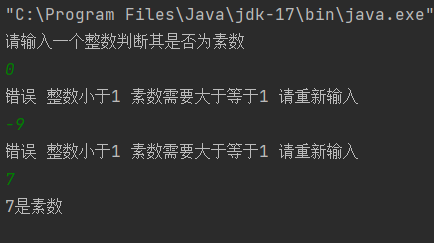 "C:\Program Files\Java\jdk-17\bin\java.exe"
请输入一个整数判断其是否为素数
0
错误 整数小于1 素数需要大于等于1 请重新输入
-9
错误 整数小于1 素数需要大于等于1 请重新输入
7
7是素数